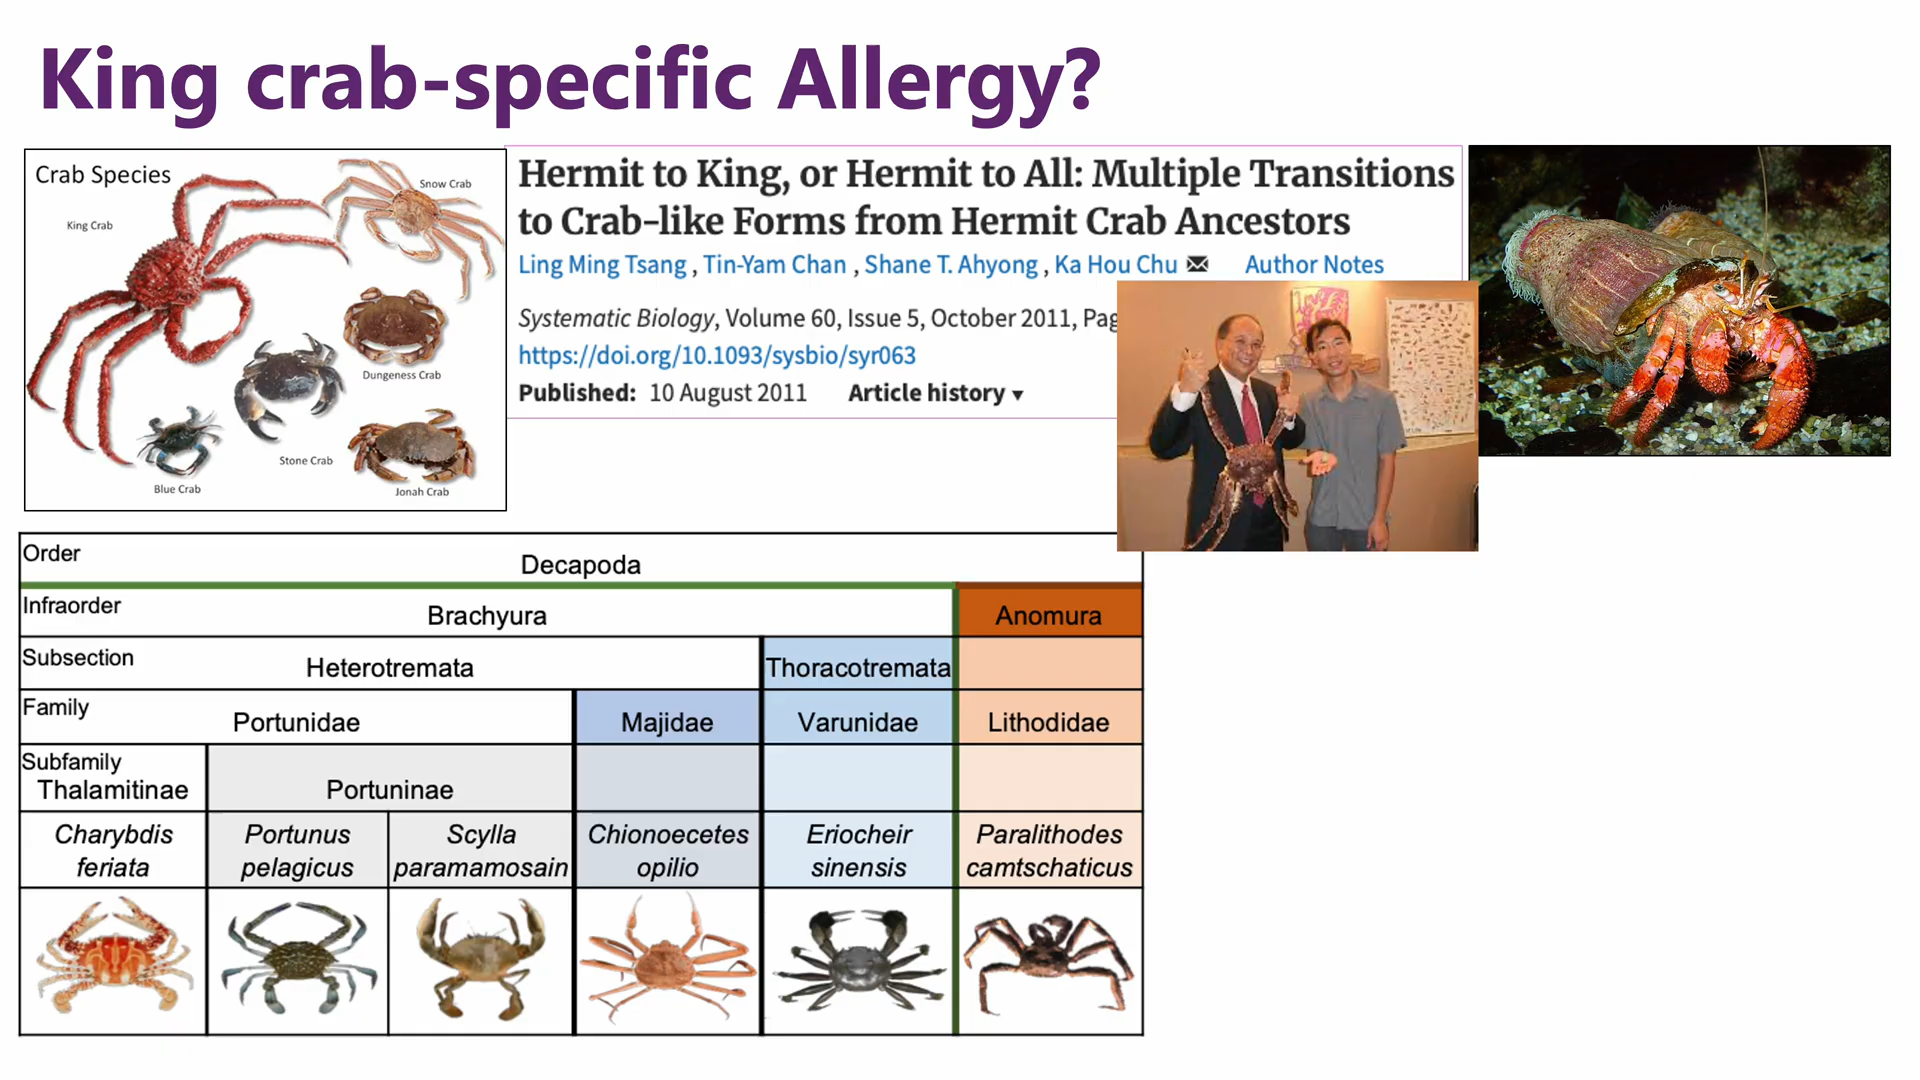 King crab-specific Allergy?
Crab Species
King Crab
Snow Crab
Dungeness Crab
Stone Crab
Blue Crab
Jonah Crab
Hermit to King, or Hermit to All: Multiple Transitions
to Crab-like Forms from Hermit Crab Ancestors
Ling Ming Tsang , Tin-Yam Chan , Shane T. Ahyong , Ka Hou Chu Author Notes
Systematic Biology, Volume 60, Issue 5, October 2011, Pag
https://doi.org/10.1093/sysbio/syr063
Published: 10 August 2011 Article history ▾
Order Decapoda
Infraorder Brachyura Anomura
Subsection Heterotremata Thoracotremata
Family Portunidae Majidae Varunidae Lithodidae
Subfamily
Thalamitinae Portuninae
Charybdis Portunus Scylla Chionoecetes Eriocheir Paralithodes
feriata pelagicus paramamosain opilio sinensis camtschaticus